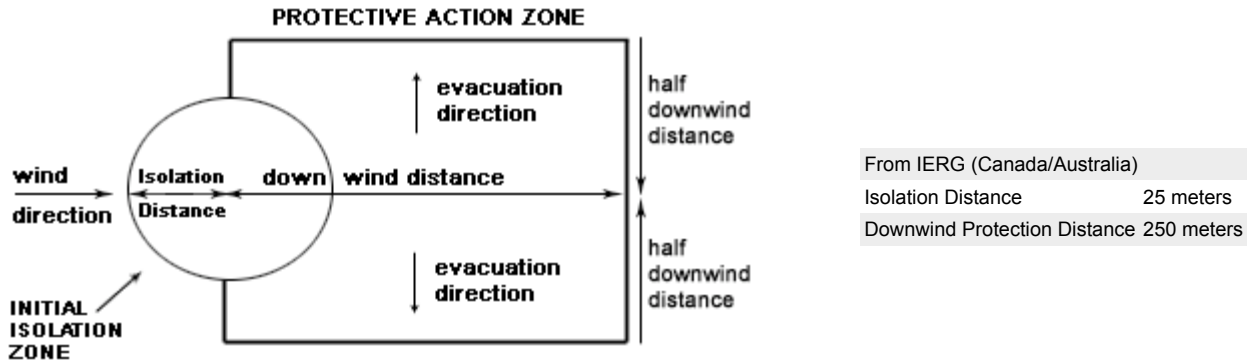 PROTECTIVE ACTION ZONE
evacuation
direction
half
downwind
distance
wind
direction
Isolation
Distance
down wind distance
evacuation
direction
half
downwind
distance
INITIAL
ISOLATION
ZONE
From IERG (Canada/Australia)
Isolation Distance 25 meters
Downwind Protection Distance 250 meters